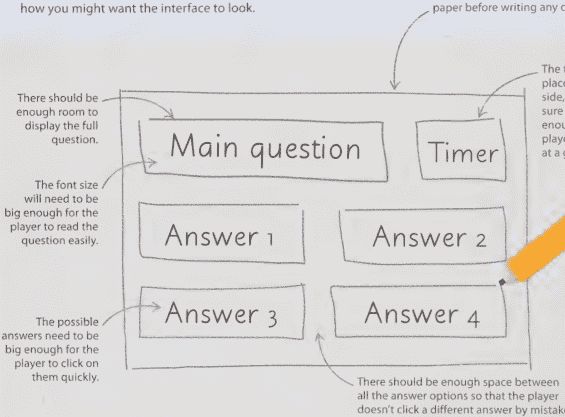 how you might want the interface to look.
paper before writing any
There should be
enough room to
display the full
question.
The
place
side,
sure
enou
playe
at a
Main question
Timer
The font size
will need to be
big enough for the
player to read the
question easily.
Answer 1
Answer 2
Answer 3
Answer 4
The possible
answers need to be
big enough for the
player to click on
them quickly.
There should be enough space between
all the answer options so that the player
doesn't click a different answer by mistake